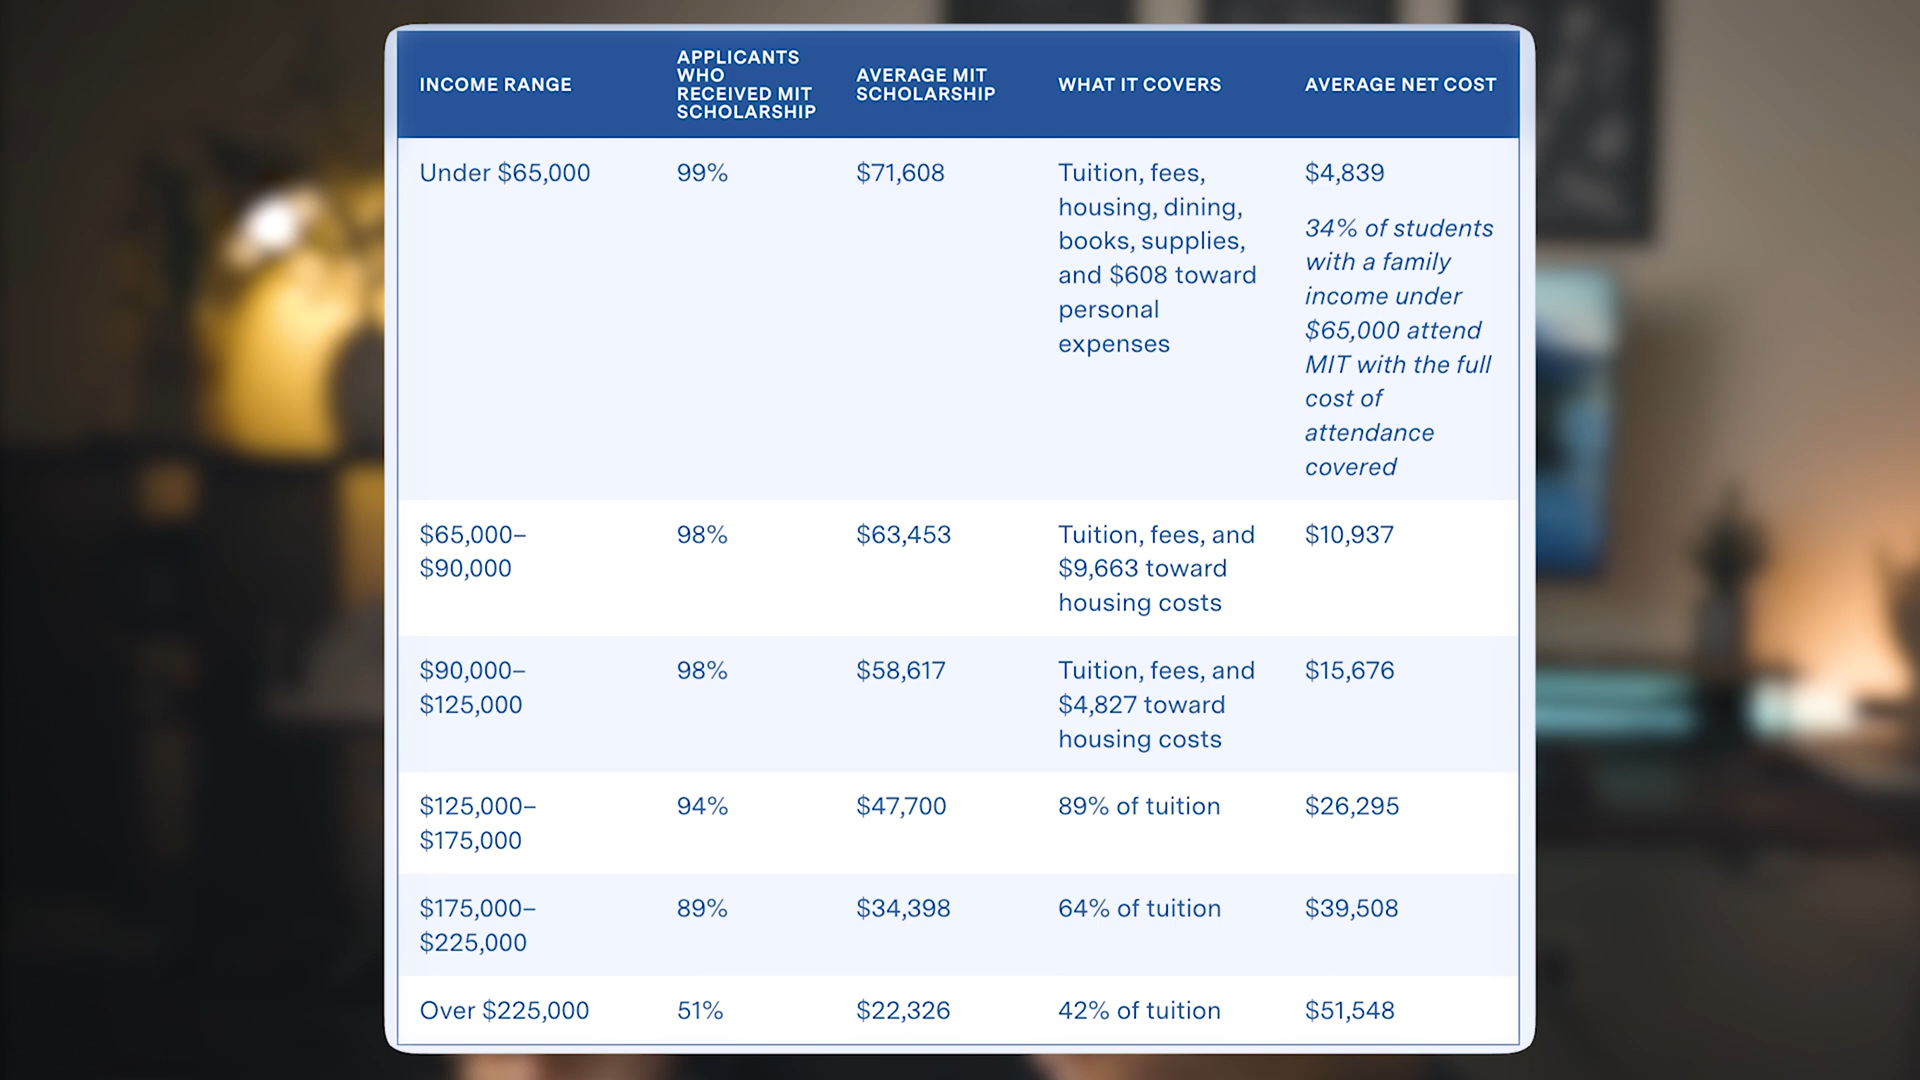 INCOME RANGE
APPLICANTS
WHO
RECEIVED MIT
SCHOLARSHIP
AVERAGE MIT
SCHOLARSHIP
WHAT IT COVERS
AVERAGE NET COST
Under $65,000
99%
$71,608
Tuition, fees,
housing, dining,
books, supplies,
and $608 toward
personal
expenses
$4,839
34% of students
with a family
income under
$65,000 attend
MIT with the full
cost of
attendance
covered
$65,000–
$90,000
98%
$63,453
Tuition, fees, and
$9,663 toward
housing costs
$10,937
$90,000–
$125,000
98%
$58,617
Tuition, fees, and
$4,827 toward
housing costs
$15,676
$125,000–
$175,000
94%
$47,700
89% of tuition
$26,295
$175,000–
$225,000
89%
$34,398
64% of tuition
$39,508
Over $225,000
51%
$22,326
42% of tuition
$51,548